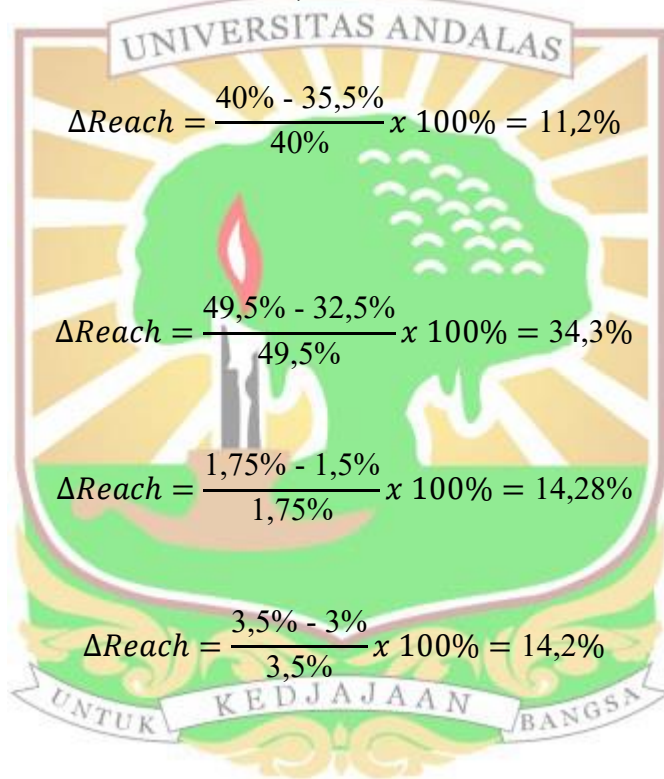 UNIVERSITAS ANDALAS
ΔReach = (40% - 35,5%) / 40% x 100% = 11,2%
ΔReach = (49,5% - 32,5%) / 49,5% x 100% = 34,3%
ΔReach = (1,75% - 1,5%) / 1,75% x 100% = 14,28%
ΔReach = (3,5% - 3%) / 3,5% x 100% = 14,2%
UNTUK KEDJAJAAN BANGSA